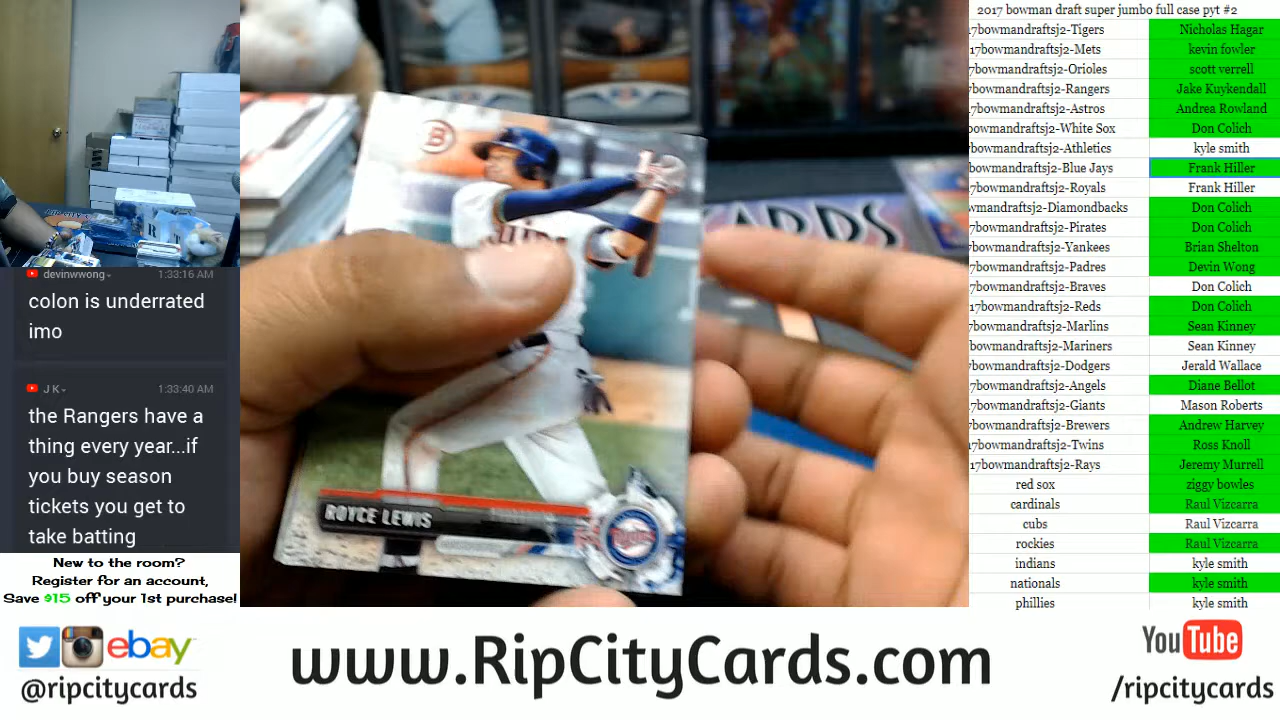 2017 bowman draft super jumbo full case pyt #2
17bowmandraftsj2-Tigers Nicholas Hagar
7bowmandraftsj2-Mets kevin fowler
bowmandraftsj2-Orioles scott verrell
7bowmandraftsj2-Rangers Jake Kuykendall
7bowmandraftsj2-Astros Andrea Rowland
bowmandraftsj2-White Sox Don Colich
bowmandraftsj2-Athletics kyle smith
bowmandraftsj2-Blue Jays Frank Hiller
7bowmandraftsj2-Royals Frank Hiller
wmandraftsj2-Diamondbacks Don Colich
7bowmandraftsj2-Pirates Don Colich
bowmandraftsj2-Yankees Brian Shelton
7bowmandraftsj2-Padres Devin Wong
7bowmandraftsj2-Braves Don Colich
17bowmandraftsj2-Reds Don Colich
bowmandraftsj2-Marlins Sean Kinney
bowmandraftsj2-Mariners Sean Kinney
bowmandraftsj2-Dodgers Jerald Wallace
7bowmandraftsj2-Angels Diane Bellot
7bowmandraftsj2-Giants Mason Roberts
bowmandraftsj2-Brewers Andrew Harvey
7bowmandraftsj2-Twins Ross Knoll
17bowmandraftsj2-Rays Jeremy Murrell
red sox ziggy bowles
cardinals Raul Vizcarra
cubs Raul Vizcarra
rockies Raul Vizcarra
indians kyle smith
nationals kyle smith
phillies kyle smith
B
CARDS
ROYCE LEWIS
Twins
devinwwong 1:33:16 AM
colon is underrated
imo
J K 1:33:40 AM
the Rangers have a
thing every year...if
you buy season
tickets you get to
take batting
New to the room?
Register for an account,
Save $15 off your 1st purchase!
ebay
@ripcitycards
www.RipCityCards.com
YouTube
/ripcitycards